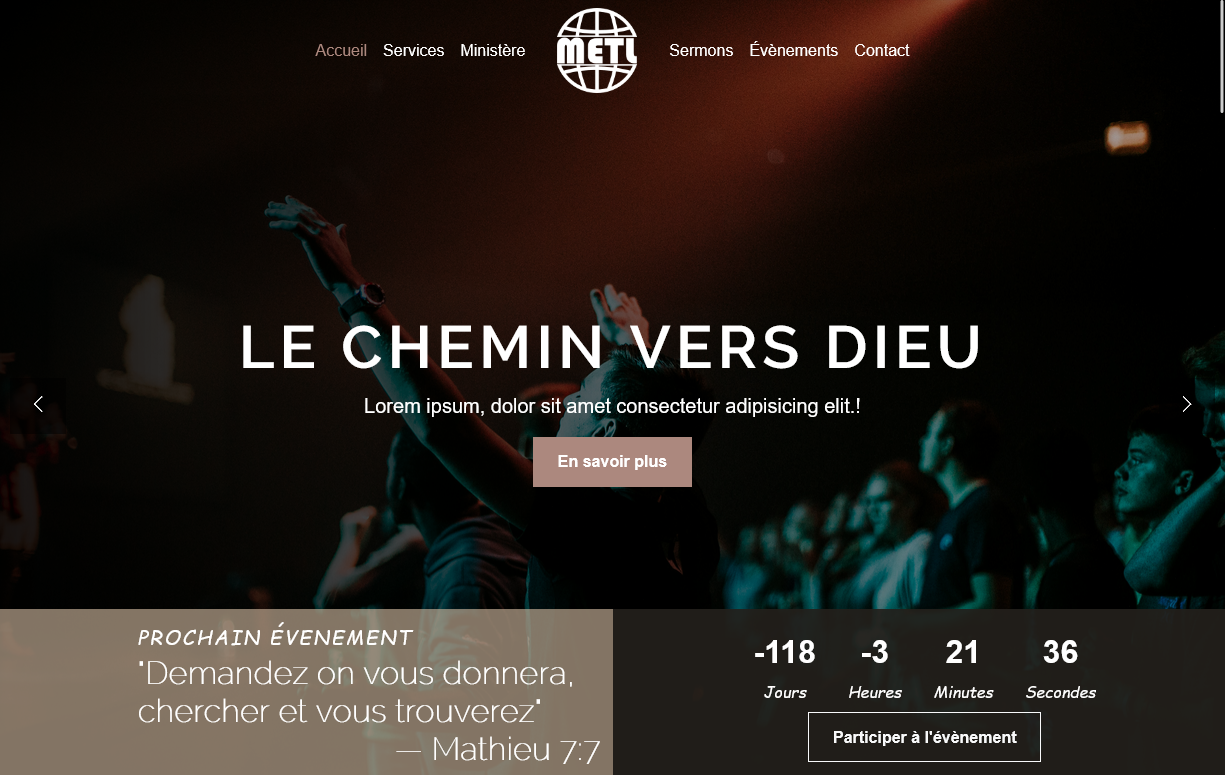 Accueil Services Ministère METL Sermons Évènements Contact
LE CHEMIN VERS DIEU
Lorem ipsum, dolor sit amet consectetur adipisicing elit.!
En savoir plus
PROCHAIN ÉVENEMENT
"Demandez on vous donnera,
chercher et vous trouverez"
— Mathieu 7:7
-118 -3 21 36
Jours Heures Minutes Secondes
Participer à l'évènement